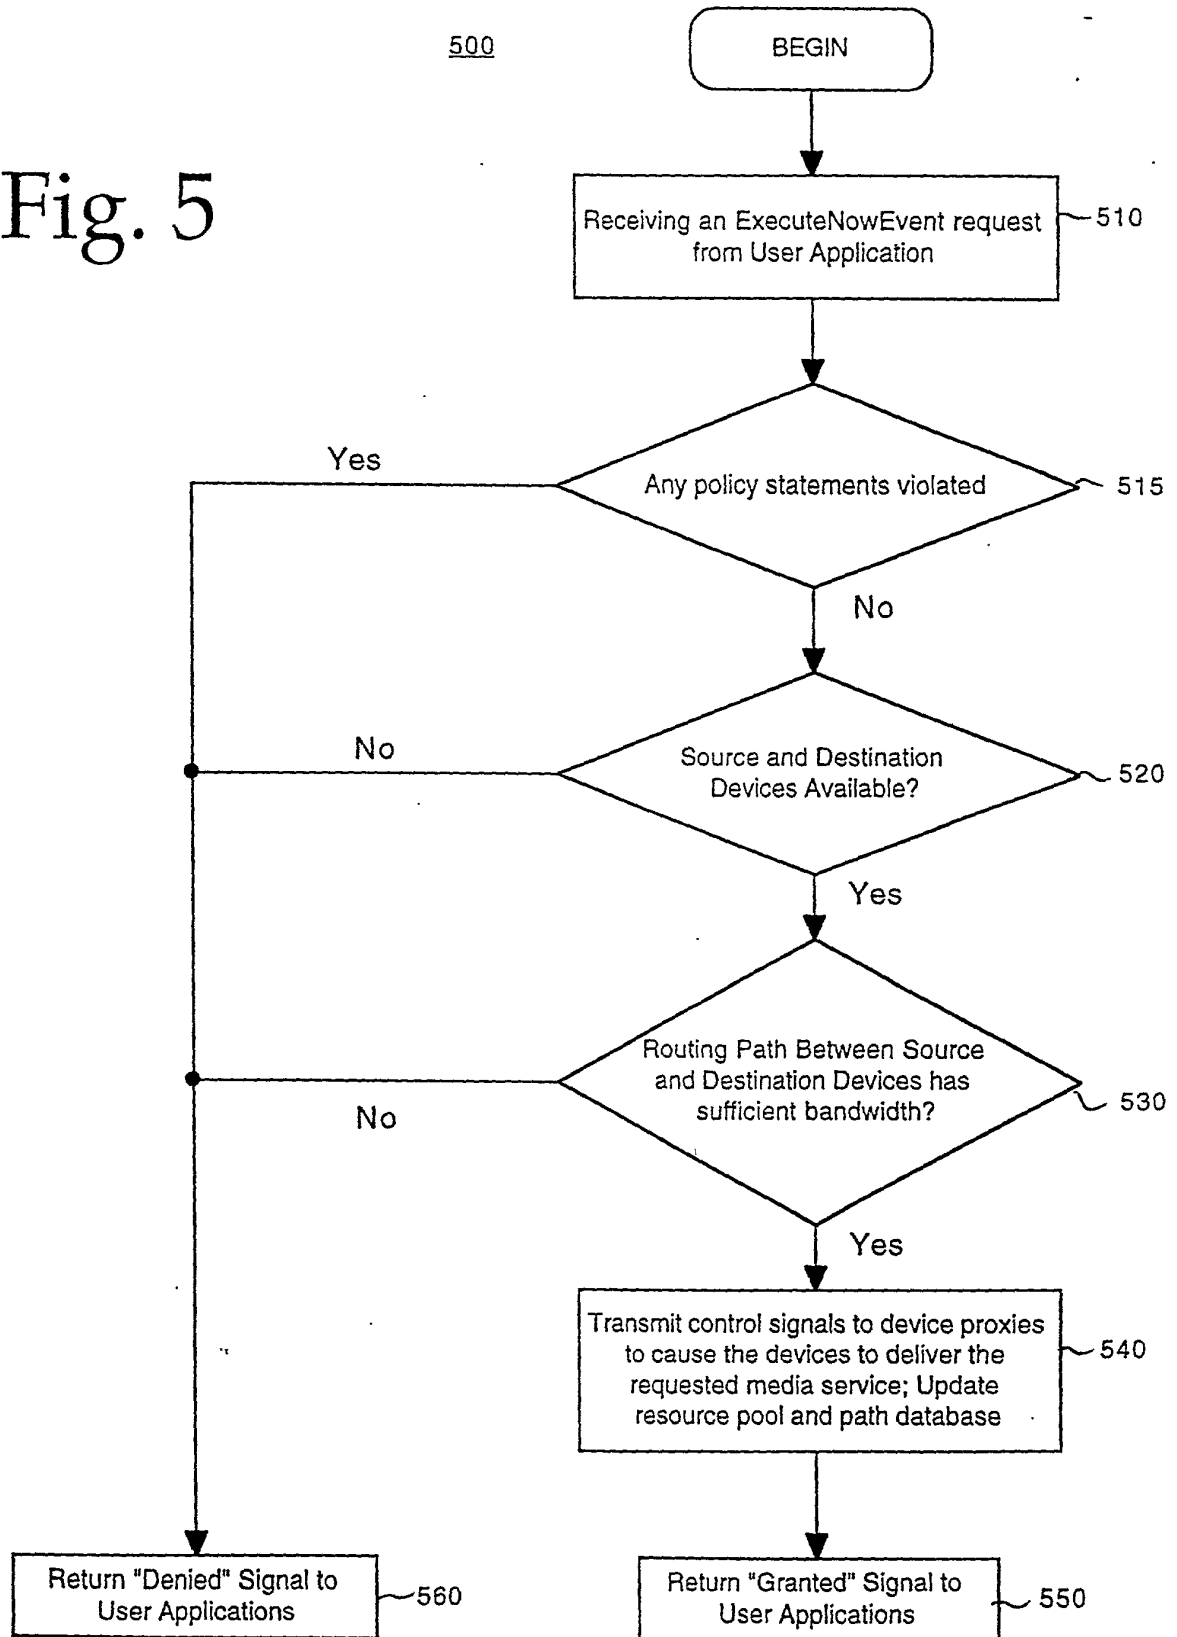 500
BEGIN
Fig. 5
Receiving an ExecuteNowEvent request
from User Application
510
Yes
Any policy statements violated
515
No
No
Source and Destination
Devices Available?
520
Yes
Routing Path Between Source
and Destination Devices has
sufficient bandwidth?
530
No
Yes
Transmit control signals to device proxies
to cause the devices to deliver the
requested media service; Update
resource pool and path database
540
Return "Denied" Signal to
User Applications
560
Return "Granted" Signal to
User Applications
550